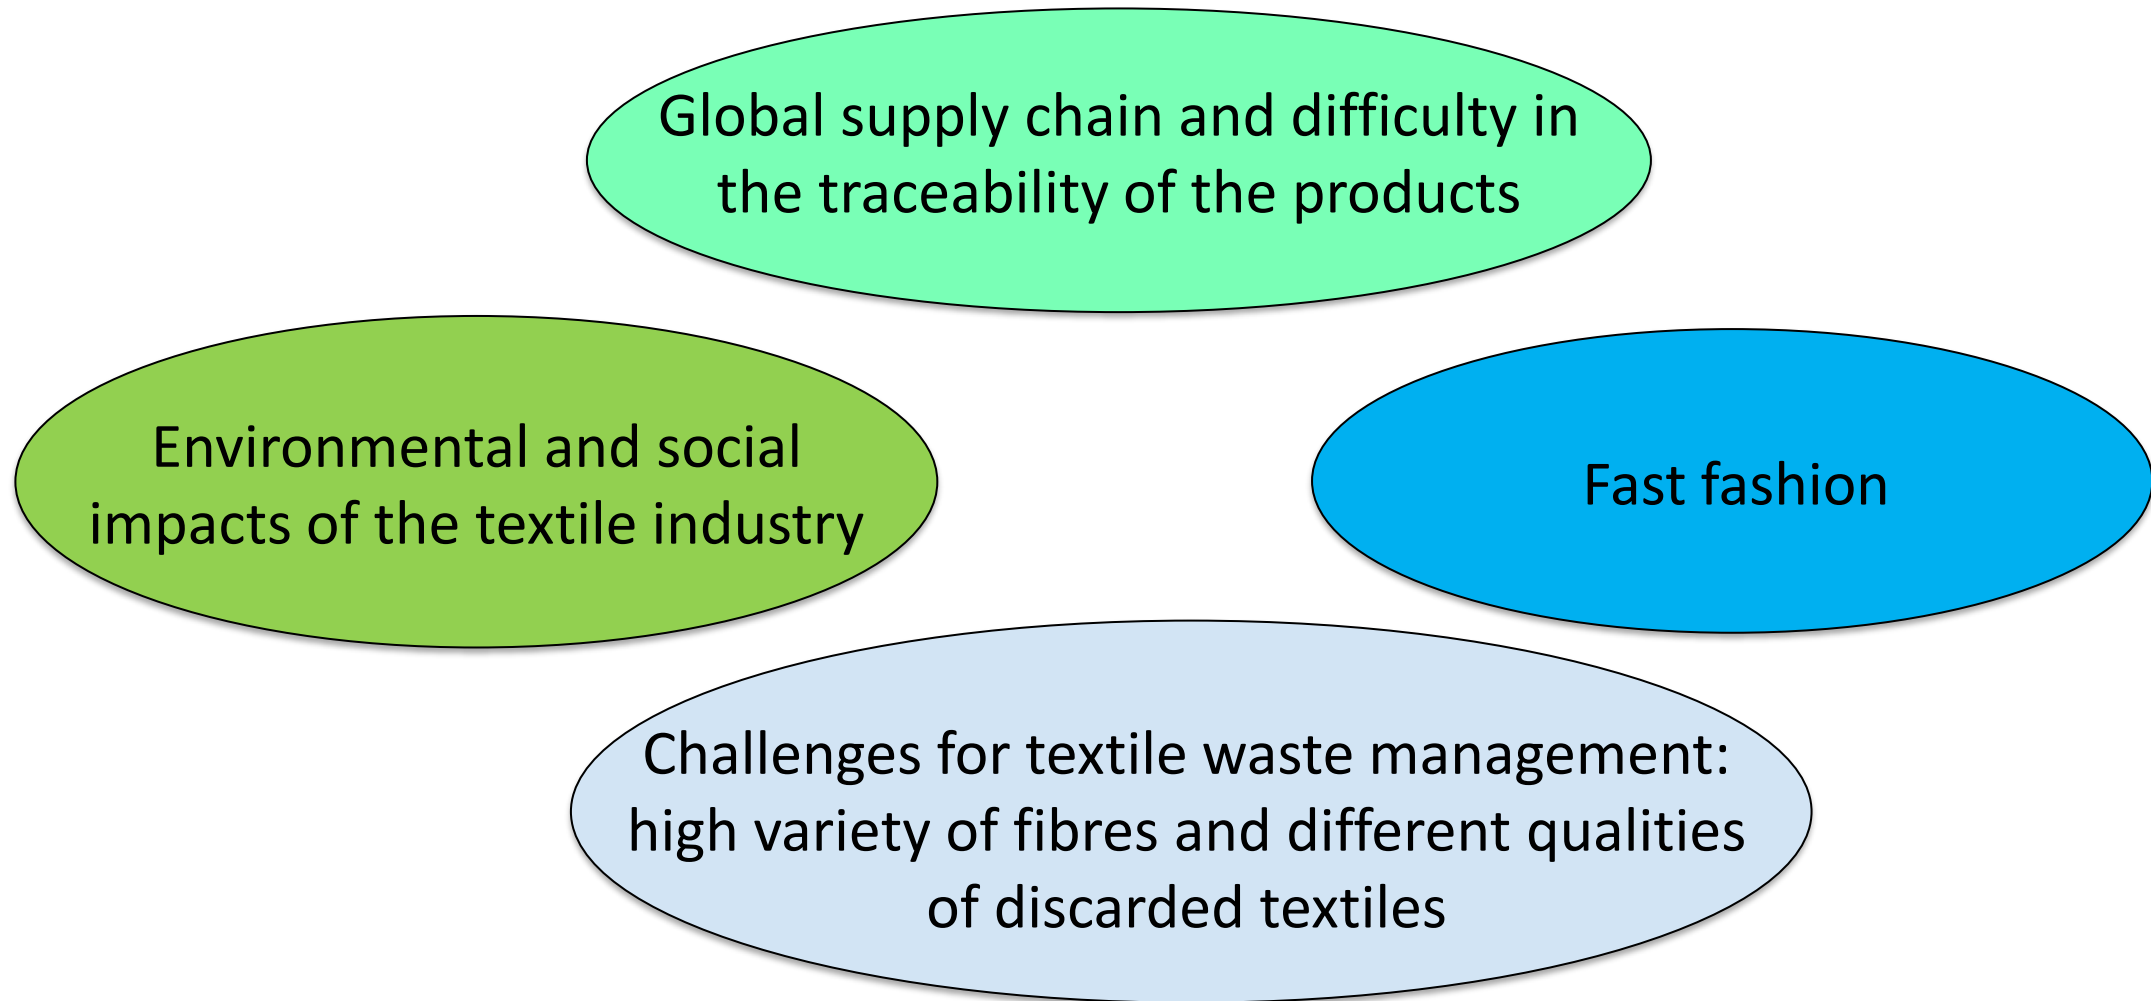 Global supply chain and difficulty in
the traceability of the products
Environmental and social
impacts of the textile industry
Fast fashion
Challenges for textile waste management:
high variety of fibres and different qualities
of discarded textiles